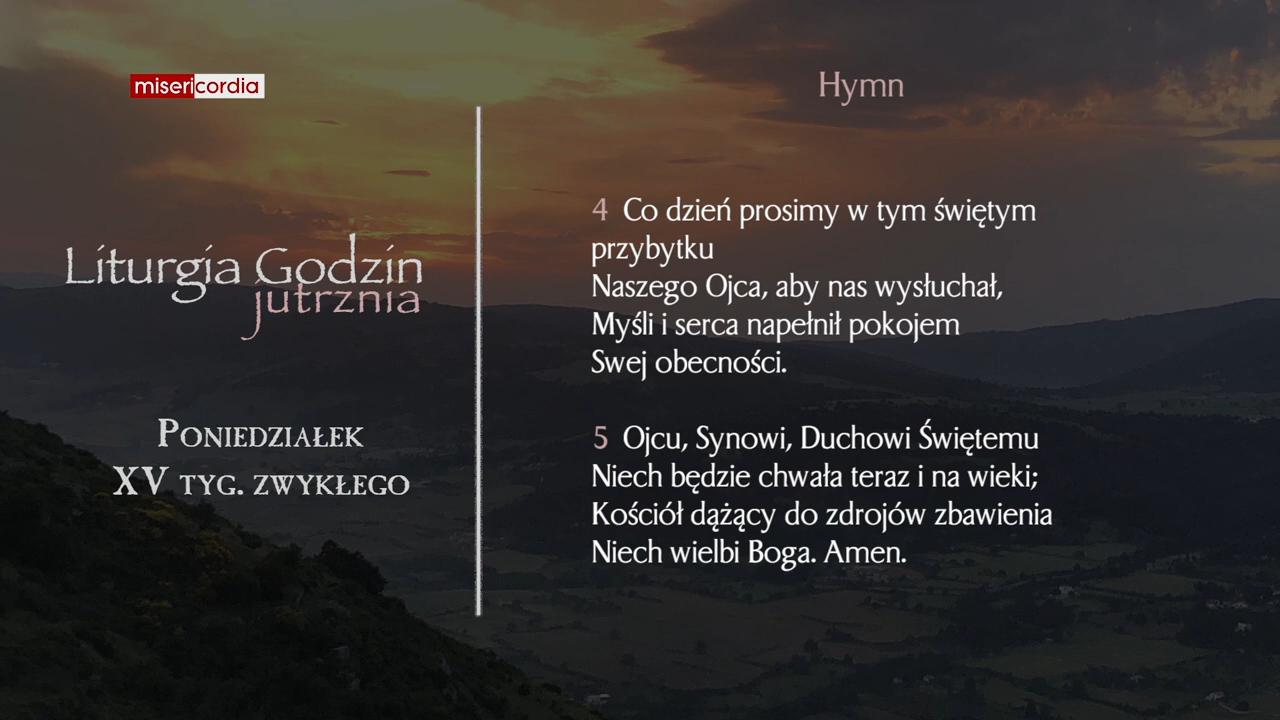 misericordia
Liturgia Godzin
jutrznia
Poniedziałek
XV tyg. zwykłego
Hymn
4 Co dzień prosimy w tym świętym
przybytku
Naszego Ojca, aby nas wysłuchał,
Myśli i serca napełnił pokojem
Swej obecności.
5 Ojcu, Synowi, Duchowi Świętemu
Niech będzie chwała teraz i na wieki;
Kościół dążący do zdrojów zbawienia
Niech wielbi Boga. Amen.